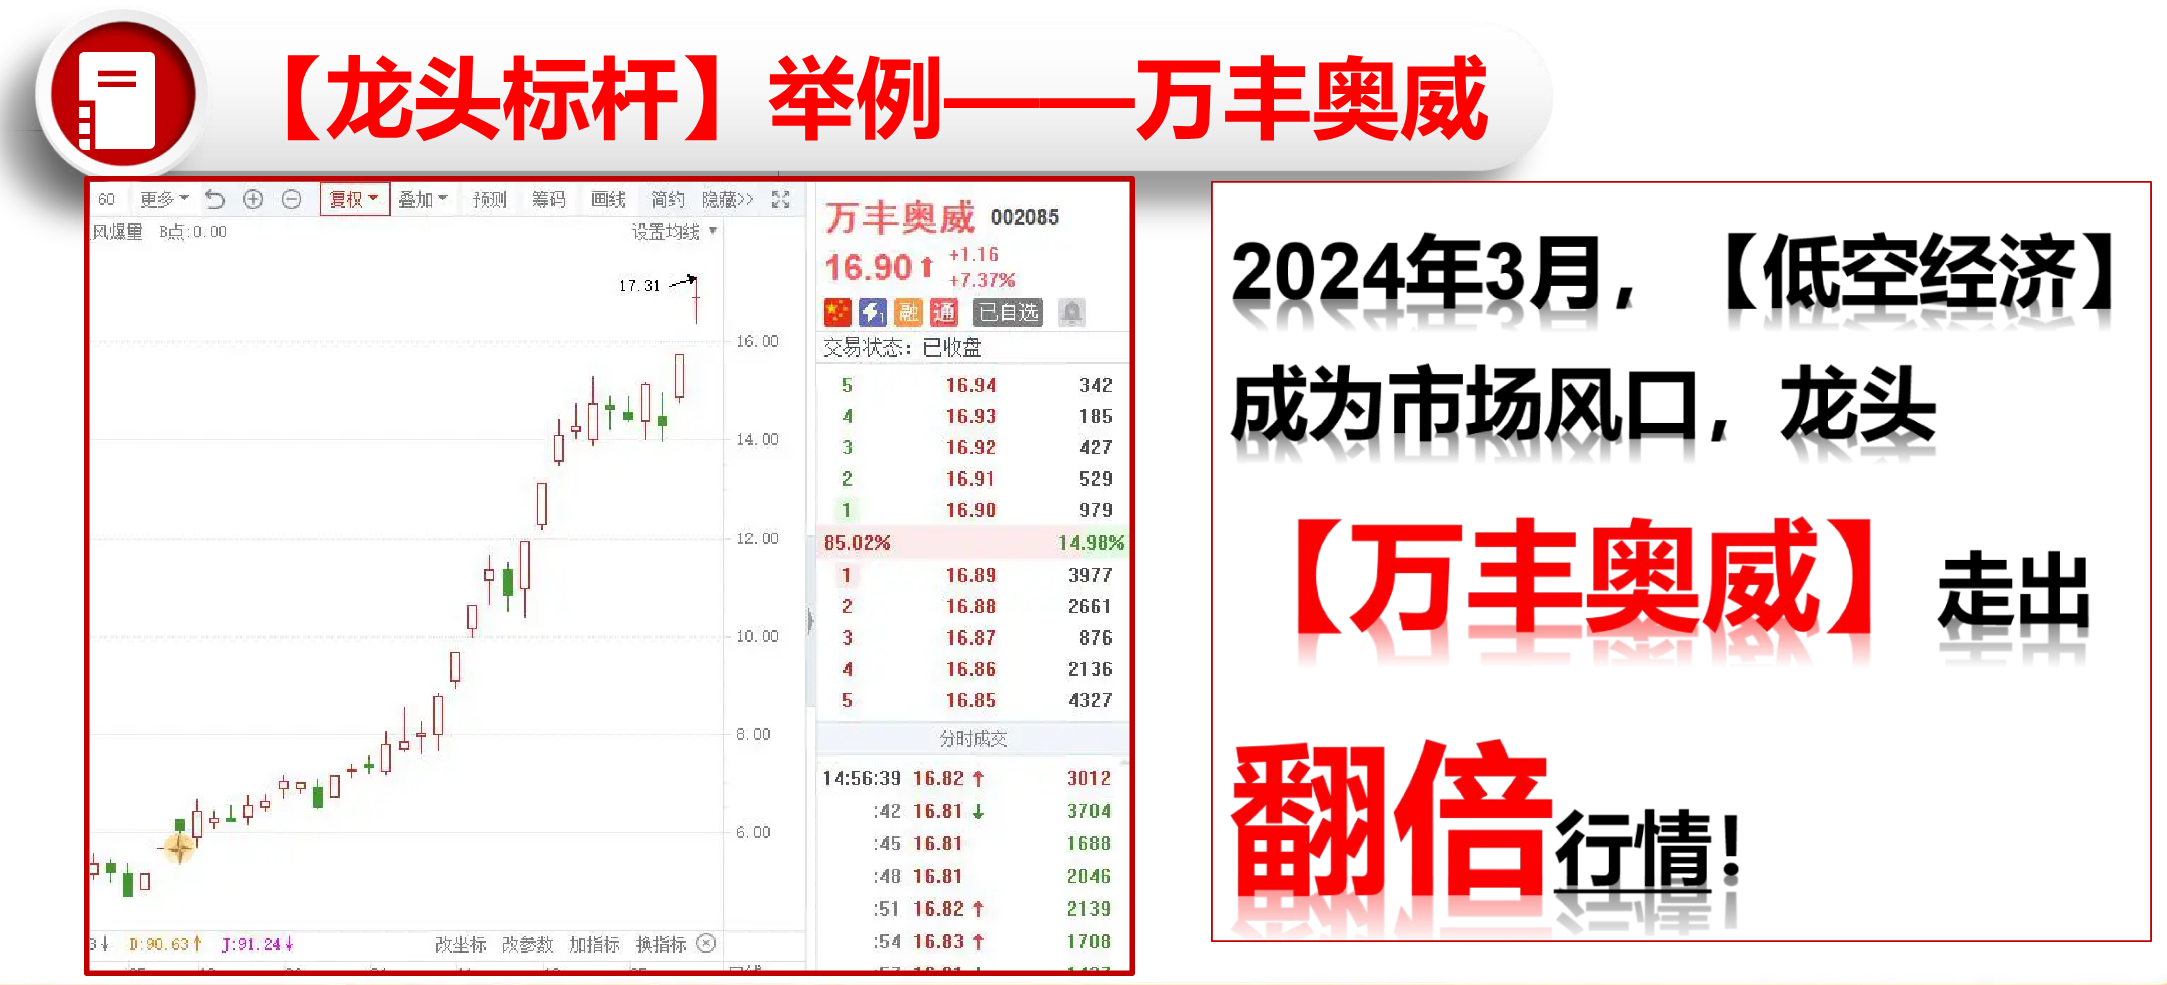 【龙头标杆】举例——万丰奥威
60 更多 复权 叠加 预测 筹码 画线 简约 隐藏>>
风爆量 B点:0.00 设置均线
17.31
16.00
14.00
12.00
10.00
8.00
6.00
D:90.63↑ J:91.24↓ 改坐标 改参数 加指标 换指标
万丰奥威 002085
16.90↑ +1.16
+7.37%
融 通 已自选
交易状态：已收盘
5 16.94 342
4 16.93 185
3 16.92 427
2 16.91 529
1 16.90 979
85.02% 14.98%
1 16.89 3977
2 16.88 2661
3 16.87 876
4 16.86 2136
5 16.85 4327
分时成交
14:56:39 16.82 ↑ 3012
:42 16.81 ↓ 3704
:45 16.81 1688
:48 16.81 2046
:51 16.82 ↑ 2139
:54 16.83 ↑ 1708
2024年3月，【低空经济】
成为市场风口，龙头
【万丰奥威】走出
翻倍行情！